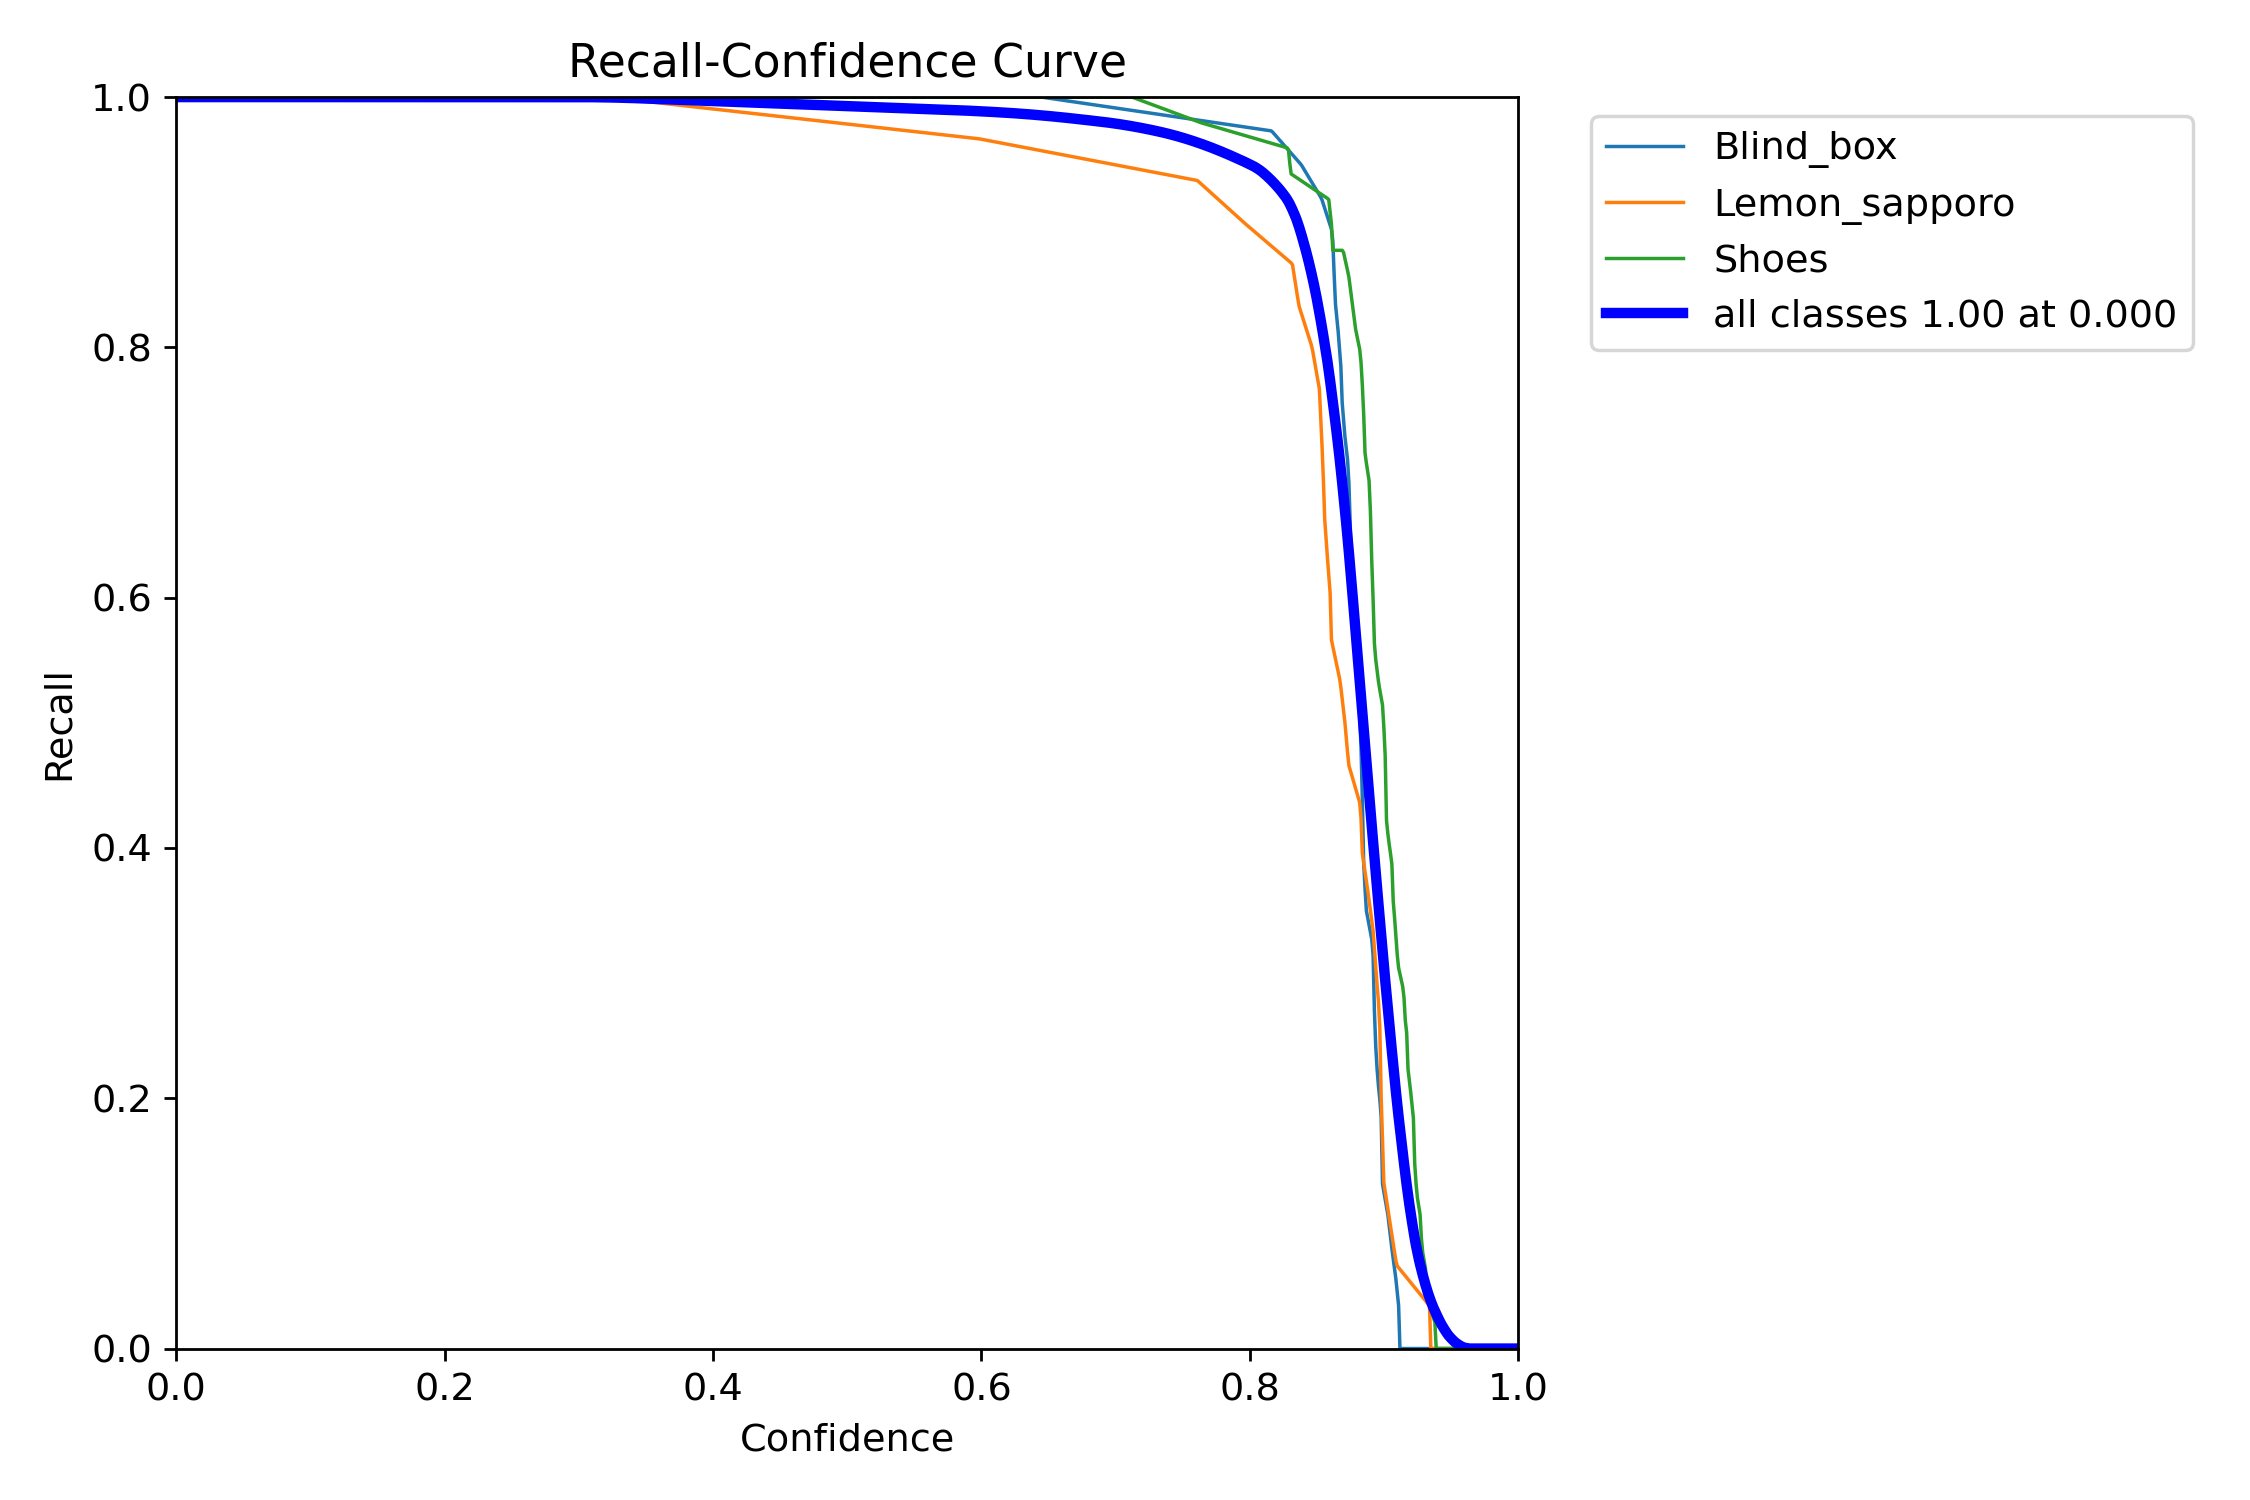 Recall-Confidence Curve
Blind_box
Lemon_sapporo
Shoes
all classes 1.00 at 0.000
Recall
1.0
0.8
0.6
0.4
0.2
0.0
0.0 0.2 0.4 0.6 0.8 1.0
Confidence